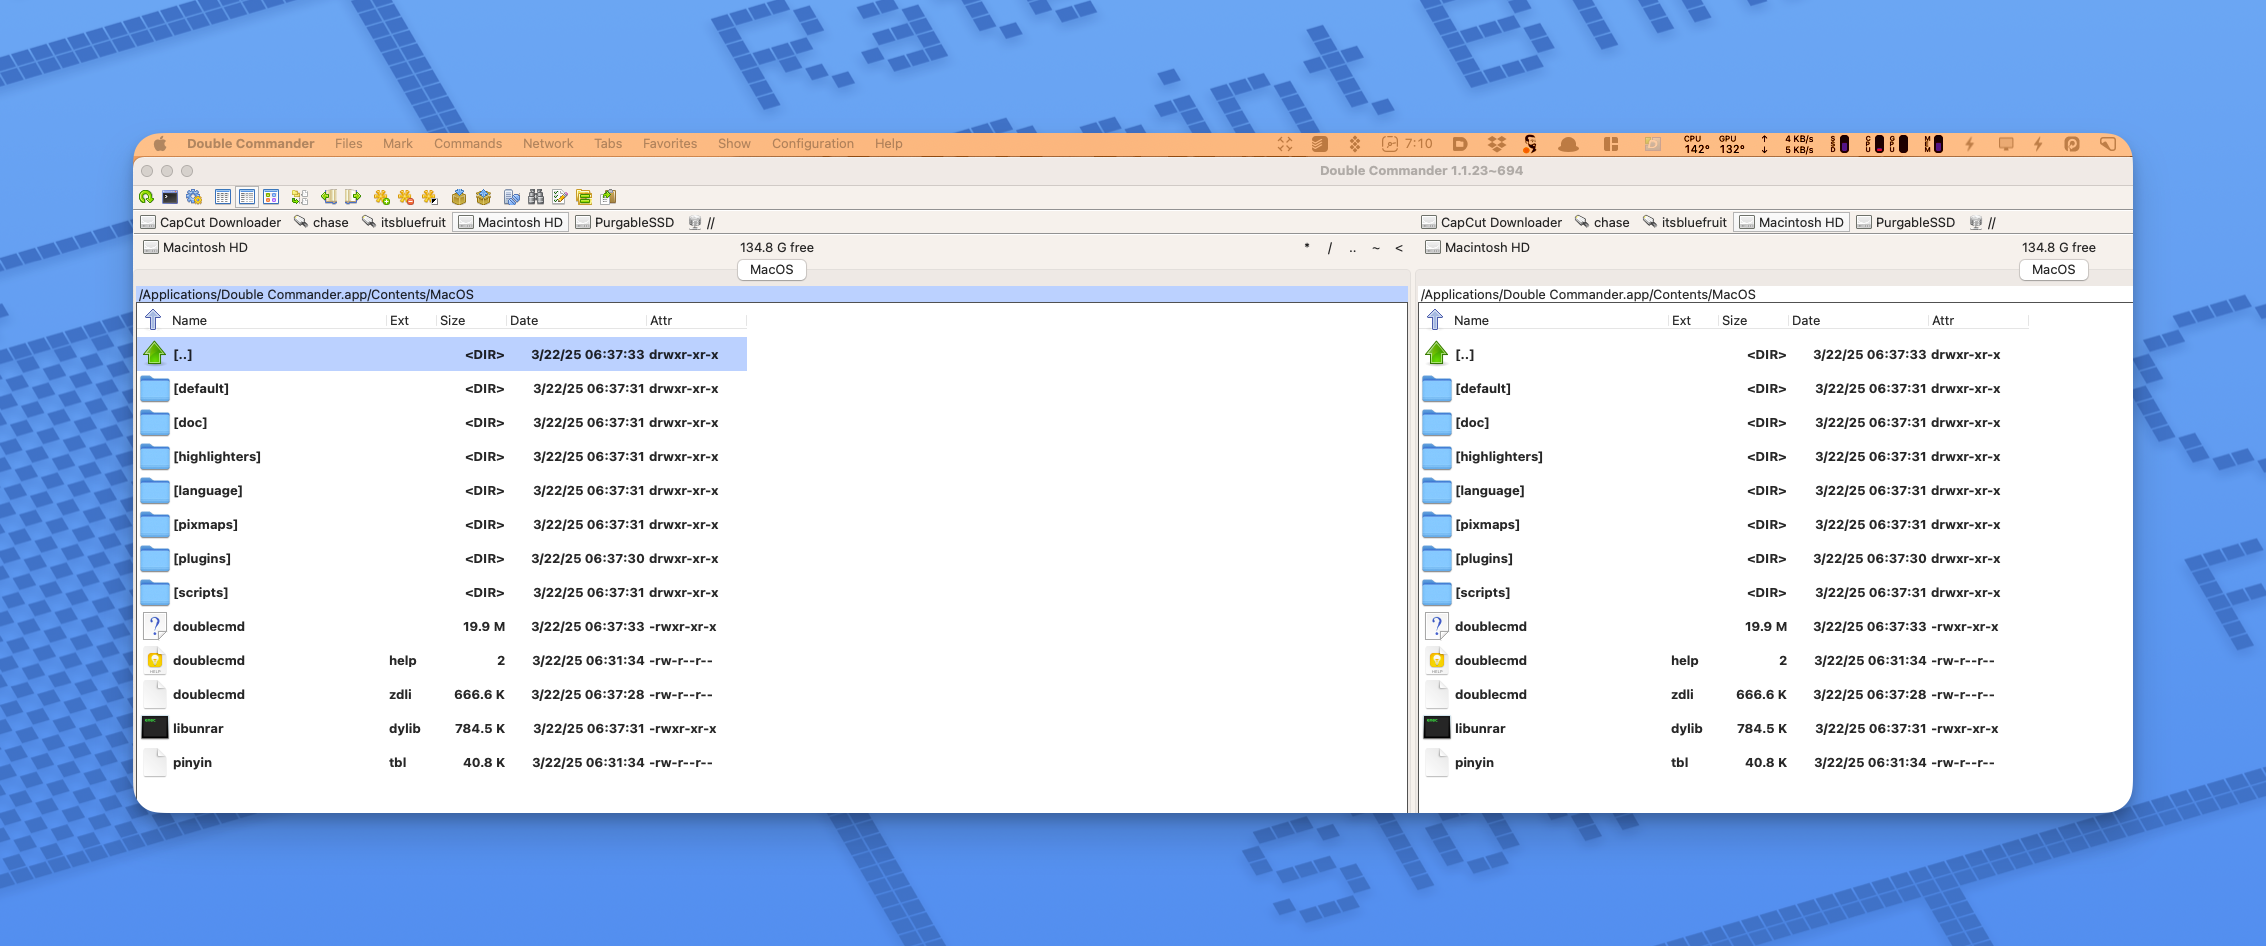 Double Commander Files Mark Commands Network Tabs Favorites Show Configuration Help 7:10 CPU 142° GPU 132° 4 KB/s 5 KB/s SSD CPU GPU MEM
Double Commander 1.1.23~694
CapCut Downloader chase itsbluefruit Macintosh HD PurgableSSD //
CapCut Downloader chase itsbluefruit Macintosh HD PurgableSSD //
Macintosh HD 134.8 G free * / .. ~ <
Macintosh HD 134.8 G free
MacOS
MacOS
/Applications/Double Commander.app/Contents/MacOS
Name Ext Size Date Attr
[..] <DIR> 3/22/25 06:37:33 drwxr-xr-x
[default] <DIR> 3/22/25 06:37:31 drwxr-xr-x
[doc] <DIR> 3/22/25 06:37:31 drwxr-xr-x
[highlighters] <DIR> 3/22/25 06:37:31 drwxr-xr-x
[language] <DIR> 3/22/25 06:37:31 drwxr-xr-x
[pixmaps] <DIR> 3/22/25 06:37:31 drwxr-xr-x
[plugins] <DIR> 3/22/25 06:37:30 drwxr-xr-x
[scripts] <DIR> 3/22/25 06:37:31 drwxr-xr-x
doublecmd 19.9 M 3/22/25 06:37:33 -rwxr-xr-x
doublecmd help 2 3/22/25 06:31:34 -rw-r--r--
doublecmd zdli 666.6 K 3/22/25 06:37:28 -rw-r--r--
libunrar dylib 784.5 K 3/22/25 06:37:31 -rwxr-xr-x
pinyin tbl 40.8 K 3/22/25 06:31:34 -rw-r--r--
/Applications/Double Commander.app/Contents/MacOS
Name Ext Size Date Attr
[..] <DIR> 3/22/25 06:37:33 drwxr-xr-x
[default] <DIR> 3/22/25 06:37:31 drwxr-xr-x
[doc] <DIR> 3/22/25 06:37:31 drwxr-xr-x
[highlighters] <DIR> 3/22/25 06:37:31 drwxr-xr-x
[language] <DIR> 3/22/25 06:37:31 drwxr-xr-x
[pixmaps] <DIR> 3/22/25 06:37:31 drwxr-xr-x
[plugins] <DIR> 3/22/25 06:37:30 drwxr-xr-x
[scripts] <DIR> 3/22/25 06:37:31 drwxr-xr-x
doublecmd 19.9 M 3/22/25 06:37:33 -rwxr-xr-x
doublecmd help 2 3/22/25 06:31:34 -rw-r--r--
doublecmd zdli 666.6 K 3/22/25 06:37:28 -rw-r--r--
libunrar dylib 784.5 K 3/22/25 06:37:31 -rwxr-xr-x
pinyin tbl 40.8 K 3/22/25 06:31:34 -rw-r--r--